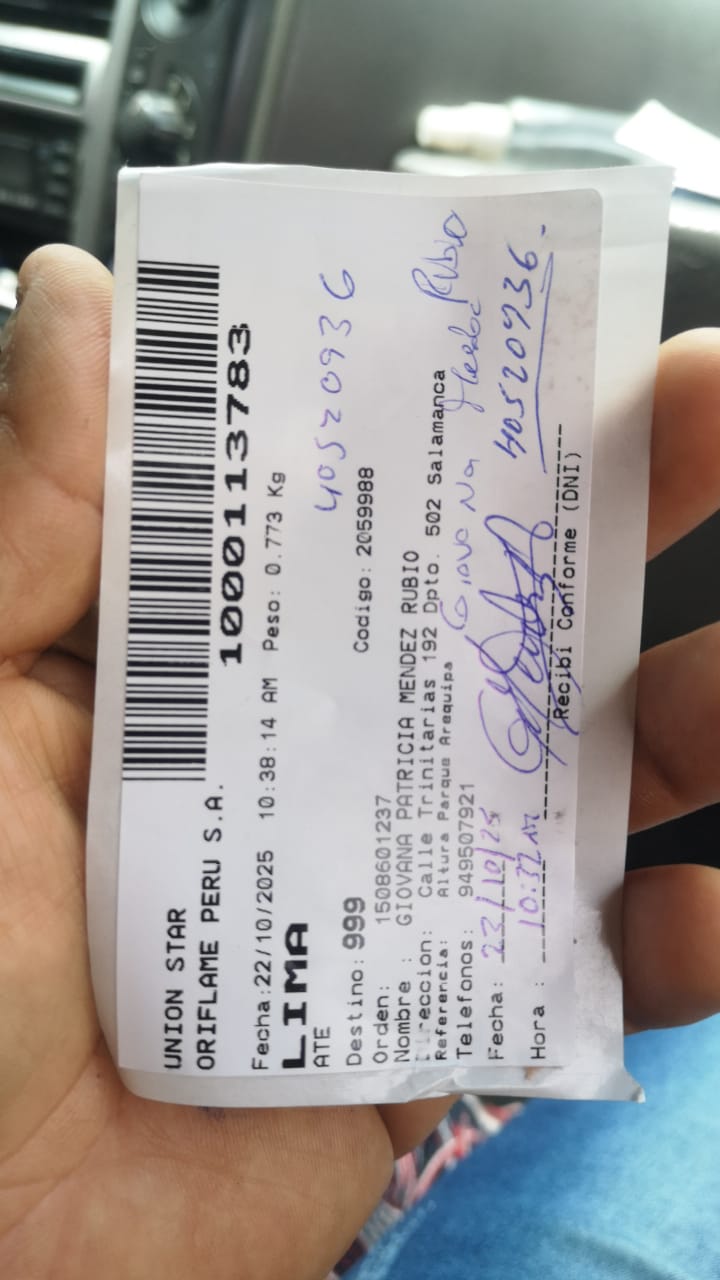 UNION STAR
ORIFLAME PERU S.A.
1000113783
Fecha:22/10/2025 10:38:14 AM Peso: 0.773 Kg
LIMA
ATE
40520936
Destino: 999 Codigo: 2059988
Orden: 1508601237
Nombre : GIOVANA PATRICIA MENDEZ RUBIO
Direccion: Calle Trinitarias 192 Dpto. 502 Salamanca
Referencia: Altura Parque Arequipa
Telefonos: 949507921
Giovana Mendez Rubio
Fecha: 23/10/25
40520936.
Hora : 10:32
Recibi Conforme (DNI)